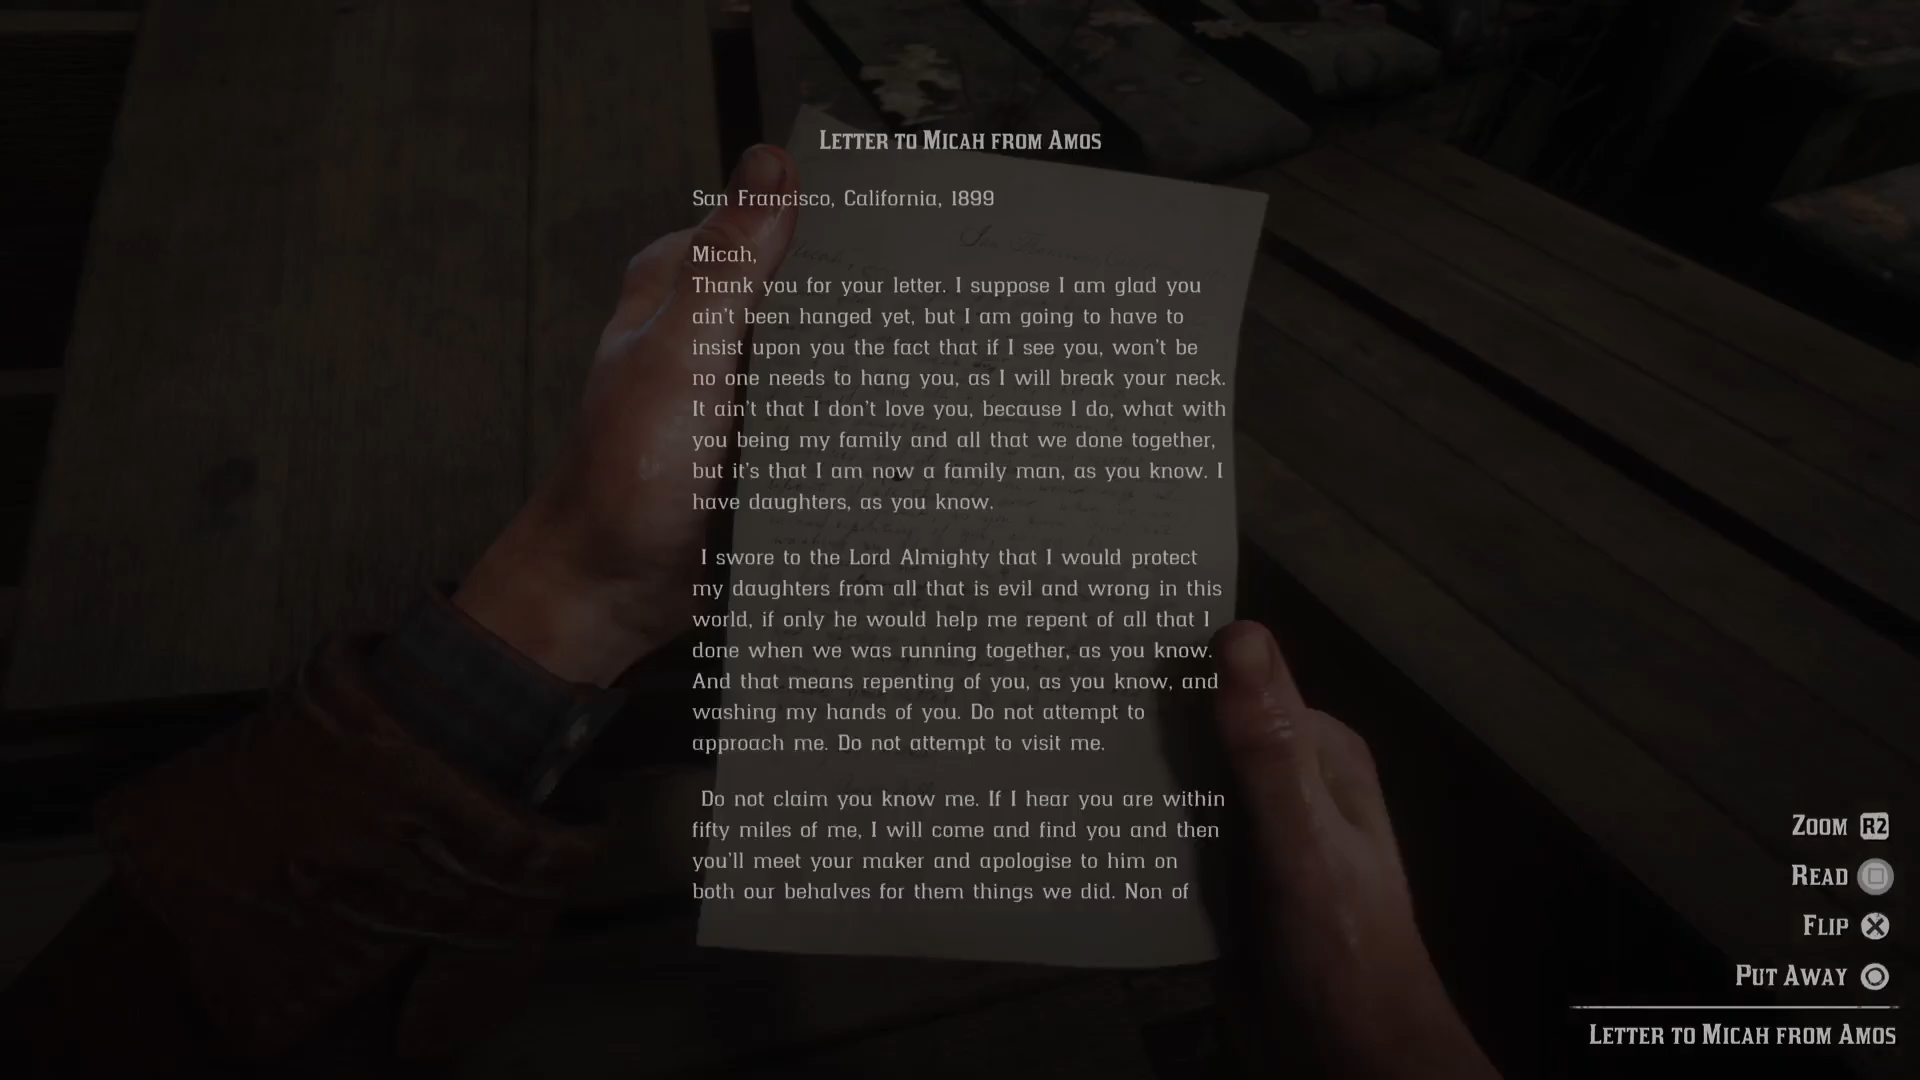 LETTER TO MICAH FROM AMOS
San Francisco, California, 1899
Micah,
Thank you for your letter. I suppose I am glad you
ain't been hanged yet, but I am going to have to
insist upon you the fact that if I see you, won't be
no one needs to hang you, as I will break your neck.
It ain't that I don't love you, because I do, what with
you being my family and all that we done together,
but it's that I am now a family man, as you know. I
have daughters, as you know.
I swore to the Lord Almighty that I would protect
my daughters from all that is evil and wrong in this
world, if only he would help me repent of all that I
done when we was running together, as you know.
And that means repenting of you, as you know, and
washing my hands of you. Do not attempt to
approach me. Do not attempt to visit me.
Do not claim you know me. If I hear you are within
fifty miles of me, I will come and find you and then
you'll meet your maker and apologise to him on
both our behalves for them things we did. Non of
ZOOM R2
READ
FLIP
PUT AWAY
LETTER TO MICAH FROM AMOS